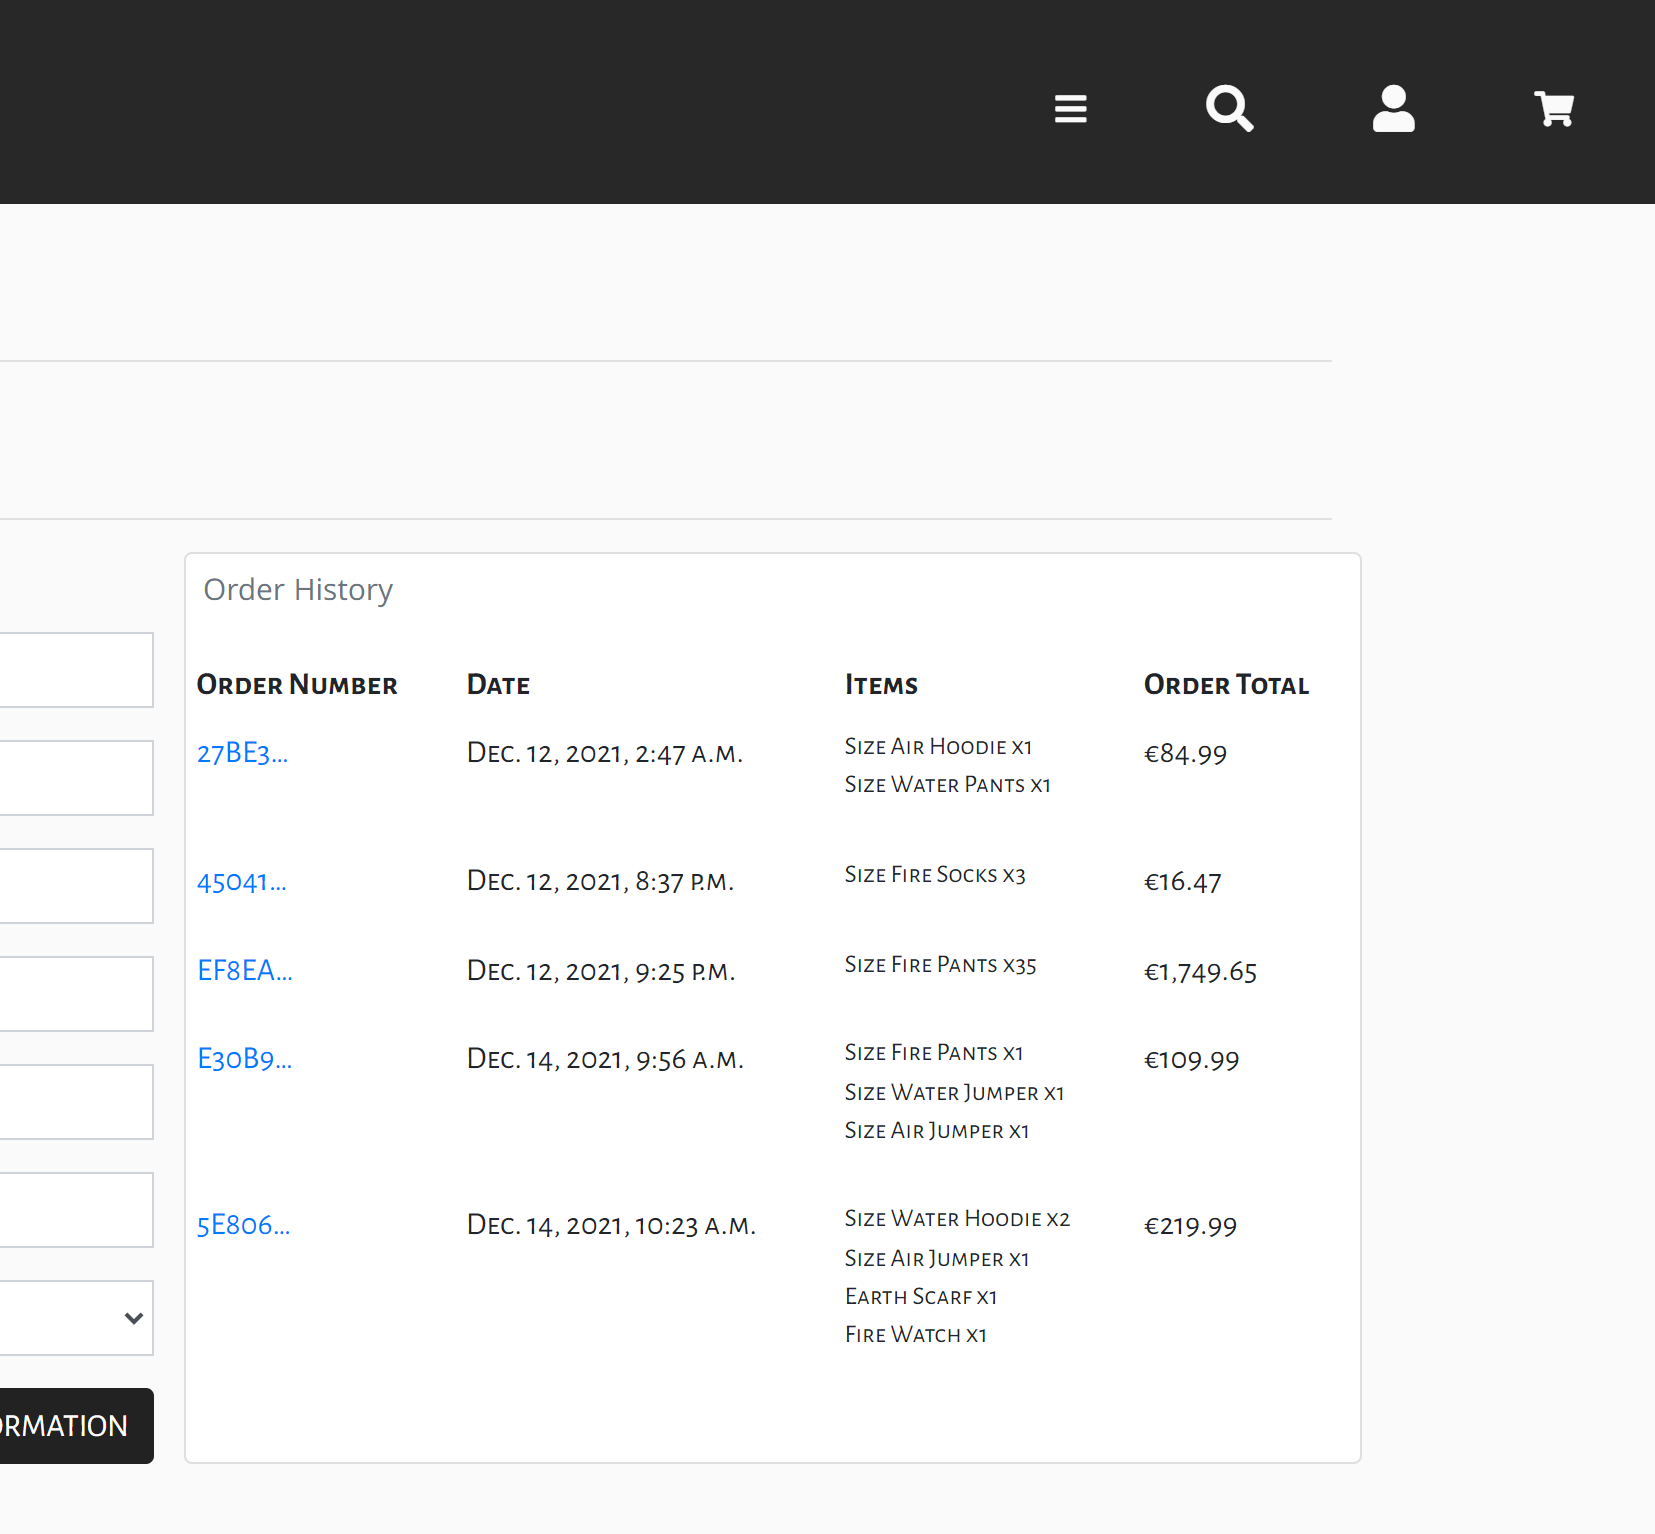 Order History
Order Number Date Items Order Total
27BE3... Dec. 12, 2021, 2:47 a.m. Size Air Hoodie x1 €84.99
Size Water Pants x1
45041... Dec. 12, 2021, 8:37 p.m. Size Fire Socks x3 €16.47
EF8EA... Dec. 12, 2021, 9:25 p.m. Size Fire Pants x35 €1,749.65
E30B9... Dec. 14, 2021, 9:56 a.m. Size Fire Pants x1 €109.99
Size Water Jumper x1
Size Air Jumper x1
5E806... Dec. 14, 2021, 10:23 a.m. Size Water Hoodie x2 €219.99
Size Air Jumper x1
Earth Scarf x1
Fire Watch x1
ORMATION